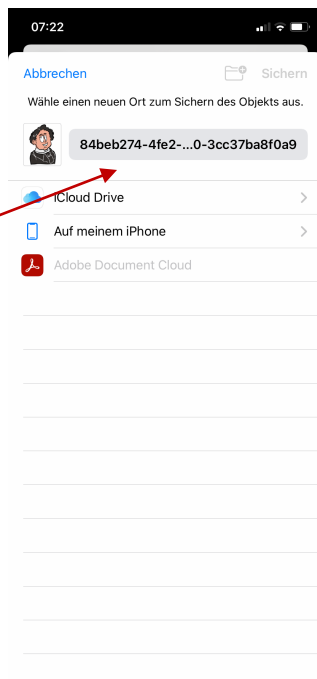 07:22
Abbrechen Sichern
Wähle einen neuen Ort zum Sichern des Objekts aus.
84beb274-4fe2-...0-3cc37ba8f0a9
iCloud Drive
Auf meinem iPhone
Adobe Document Cloud